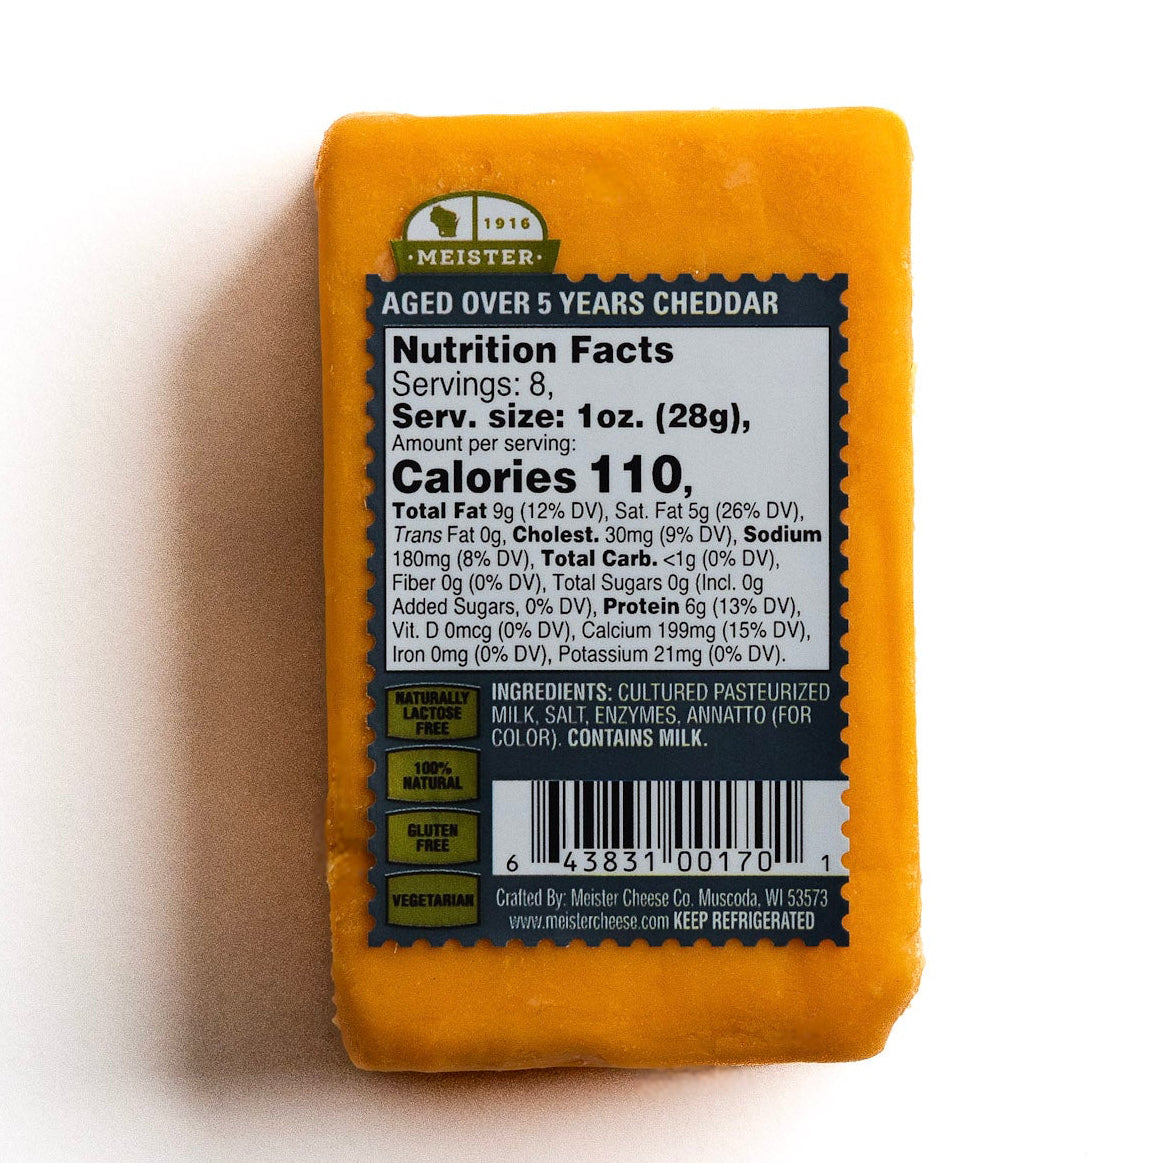 1916
·MEISTER·
AGED OVER 5 YEARS CHEDDAR
Nutrition Facts
Servings: 8,
Serv. size: 1oz. (28g),
Amount per serving:
Calories 110,
Total Fat 9g (12% DV), Sat. Fat 5g (26% DV),
Trans Fat 0g, Cholest. 30mg (9% DV), Sodium
180mg (8% DV), Total Carb. <1g (0% DV),
Fiber 0g (0% DV), Total Sugars 0g (Incl. 0g
Added Sugars, 0% DV), Protein 6g (13% DV),
Vit. D 0mcg (0% DV), Calcium 199mg (15% DV),
Iron 0mg (0% DV), Potassium 21mg (0% DV).
NATURALLY
LACTOSE
FREE
100%
NATURAL
GLUTEN
FREE
VEGETARIAN
INGREDIENTS: CULTURED PASTEURIZED
MILK, SALT, ENZYMES, ANNATTO (FOR
COLOR). CONTAINS MILK.
6 43831 00170 1
Crafted By: Meister Cheese Co. Muscoda, WI 53573
www.meistercheese.com KEEP REFRIGERATED